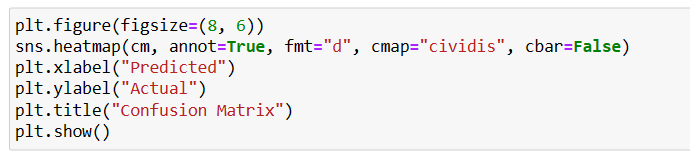 plt.figure(figsize=(8, 6))
sns.heatmap(cm, annot=True, fmt="d", cmap="cividis", cbar=False)
plt.xlabel("Predicted")
plt.ylabel("Actual")
plt.title("Confusion Matrix")
plt.show()